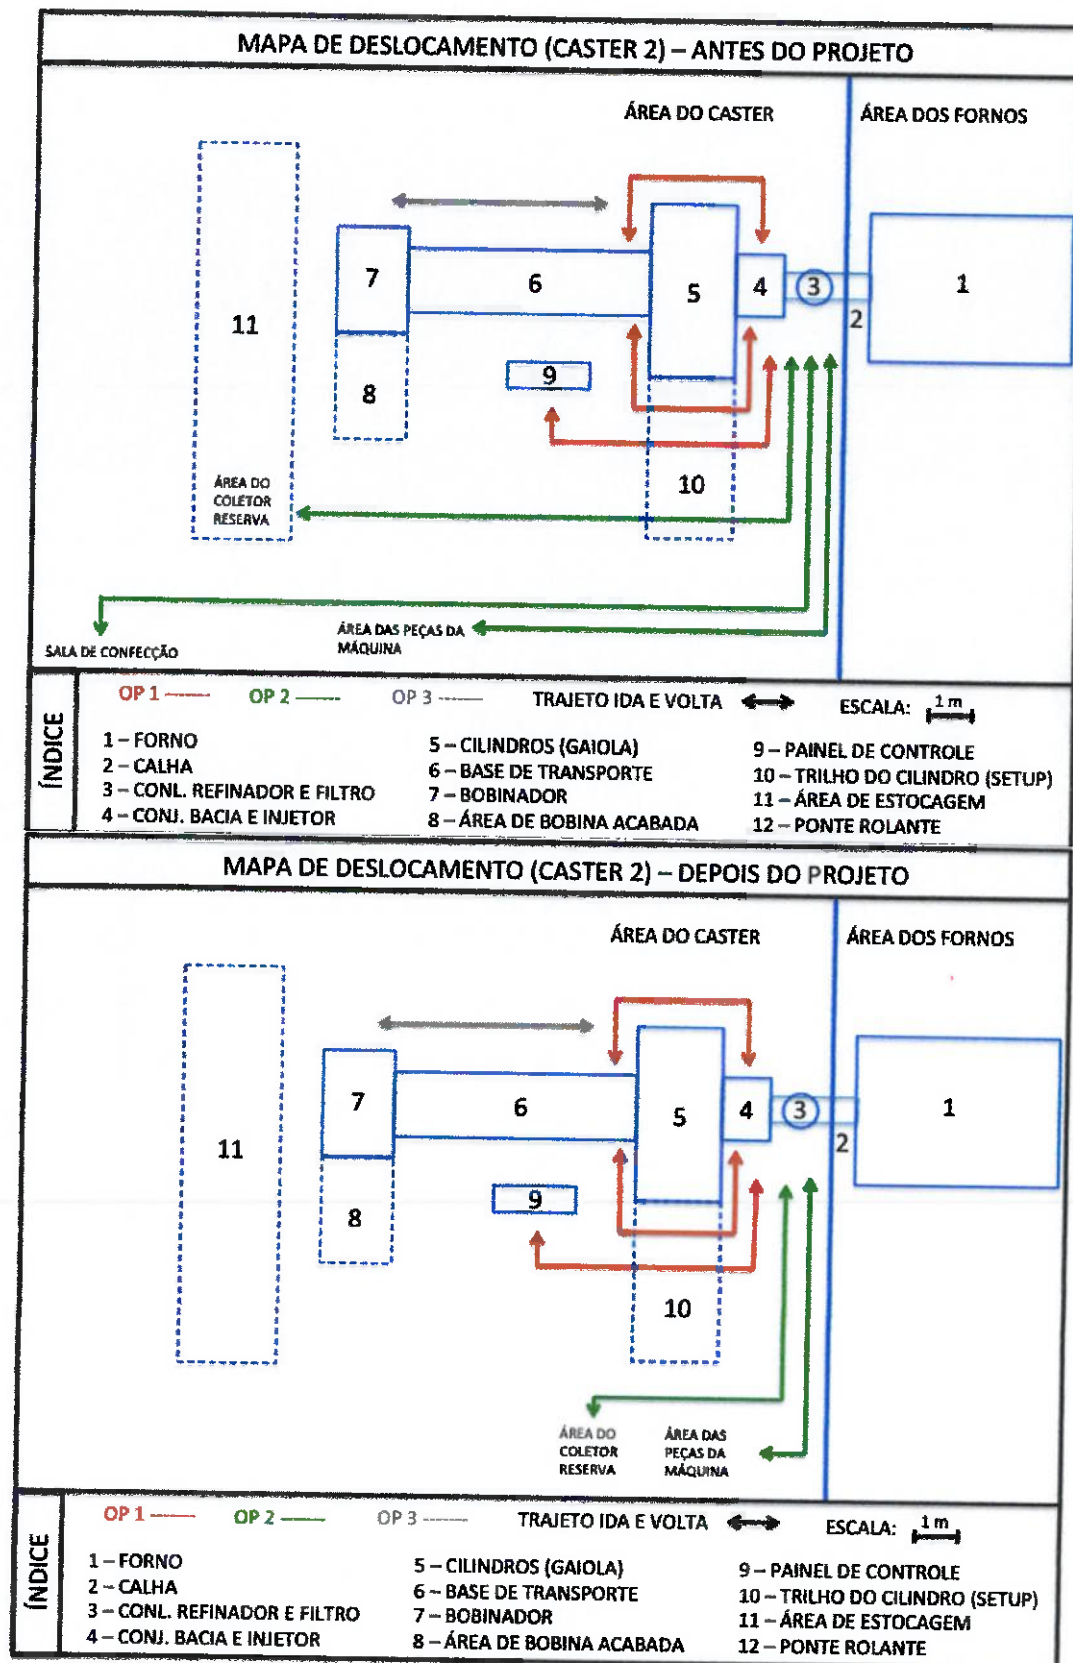 MAPA DE DESLOCAMENTO (CASTER 2) – ANTES DO PROJETO
ÁREA DO CASTER
ÁREA DOS FORNOS
7
6
5
4
3
2
1
11
8
9
10
ÁREA DO
COLETOR
RESERVA
SALA DE CONFECÇÃO
ÁREA DAS PEÇAS DA
MÁQUINA
ÍNDICE
OP 1
OP 2
OP 3
TRAJETO IDA E VOLTA
ESCALA: 1 m
1 – FORNO
2 – CALHA
3 – CONL. REFINADOR E FILTRO
4 – CONJ. BACIA E INJETOR
5 – CILINDROS (GAIOLA)
6 – BASE DE TRANSPORTE
7 – BOBINADOR
8 – ÁREA DE BOBINA ACABADA
9 – PAINEL DE CONTROLE
10 – TRILHO DO CILINDRO (SETUP)
11 – ÁREA DE ESTOCAGEM
12 – PONTE ROLANTE
MAPA DE DESLOCAMENTO (CASTER 2) – DEPOIS DO PROJETO
ÁREA DO CASTER
ÁREA DOS FORNOS
7
6
5
4
3
2
1
11
8
9
10
ÁREA DO
COLETOR
RESERVA
ÁREA DAS
PEÇAS DA
MÁQUINA
ÍNDICE
OP 1
OP 2
OP 3
TRAJETO IDA E VOLTA
ESCALA: 1 m
1 – FORNO
2 – CALHA
3 – CONL. REFINADOR E FILTRO
4 – CONJ. BACIA E INJETOR
5 – CILINDROS (GAIOLA)
6 – BASE DE TRANSPORTE
7 – BOBINADOR
8 – ÁREA DE BOBINA ACABADA
9 – PAINEL DE CONTROLE
10 – TRILHO DO CILINDRO (SETUP)
11 – ÁREA DE ESTOCAGEM
12 – PONTE ROLANTE